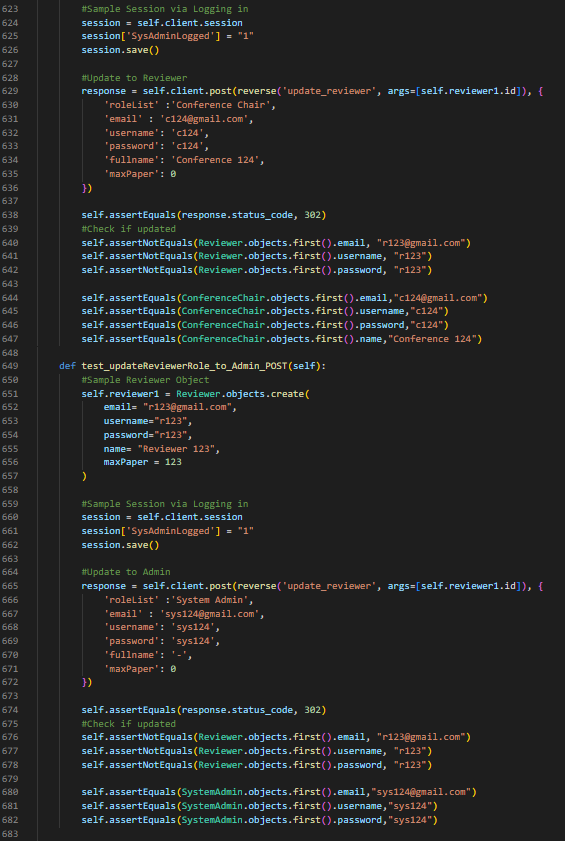 623 #Sample Session via Logging in
624 session = self.client.session
625 session['SysAdminLogged'] = "1"
626 session.save()
627
628 #Update to Reviewer
629 response = self.client.post(reverse('update_reviewer', args=[self.reviewer1.id]), {
630 'roleList' :'Conference Chair',
631 'email' : 'c124@gmail.com',
632 'username': 'c124',
633 'password': 'c124',
634 'fullname': 'Conference 124',
635 'maxPaper': 0
636 })
637
638 self.assertEquals(response.status_code, 302)
639 #Check if updated
640 self.assertNotEquals(Reviewer.objects.first().email, "r123@gmail.com")
641 self.assertNotEquals(Reviewer.objects.first().username, "r123")
642 self.assertNotEquals(Reviewer.objects.first().password, "r123")
643
644 self.assertEquals(ConferenceChair.objects.first().email,"c124@gmail.com")
645 self.assertEquals(ConferenceChair.objects.first().username,"c124")
646 self.assertEquals(ConferenceChair.objects.first().password,"c124")
647 self.assertEquals(ConferenceChair.objects.first().name,"Conference 124")
648
649 def test_updateReviewerRole_to_Admin_POST(self):
650 #Sample Reviewer Object
651 self.reviewer1 = Reviewer.objects.create(
652 email= "r123@gmail.com",
653 username="r123",
654 password="r123",
655 name= "Reviewer 123",
656 maxPaper = 123
657 )
658
659 #Sample Session via Logging in
660 session = self.client.session
661 session['SysAdminLogged'] = "1"
662 session.save()
663
664 #Update to Admin
665 response = self.client.post(reverse('update_reviewer', args=[self.reviewer1.id]), {
666 'roleList' :'System Admin',
667 'email' : 'sys124@gmail.com',
668 'username': 'sys124',
669 'password': 'sys124',
670 'fullname': '-',
671 'maxPaper': 0
672 })
673
674 self.assertEquals(response.status_code, 302)
675 #Check if updated
676 self.assertNotEquals(Reviewer.objects.first().email, "r123@gmail.com")
677 self.assertNotEquals(Reviewer.objects.first().username, "r123")
678 self.assertNotEquals(Reviewer.objects.first().password, "r123")
679
680 self.assertEquals(SystemAdmin.objects.first().email,"sys124@gmail.com")
681 self.assertEquals(SystemAdmin.objects.first().username,"sys124")
682 self.assertEquals(SystemAdmin.objects.first().password,"sys124")
683